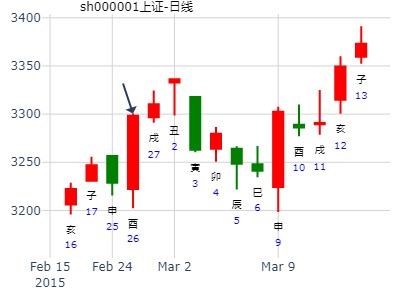 sh000001上证-日线
3400
3350
3300
3250
3200
亥
16
子
17
申
25
酉
26
戌
27
丑
2
寅
3
卯
4
辰
5
巳
6
申
9
酉
10
戌
11
亥
12
子
13
Feb 15
2015
Feb 24
Mar 2
Mar 9